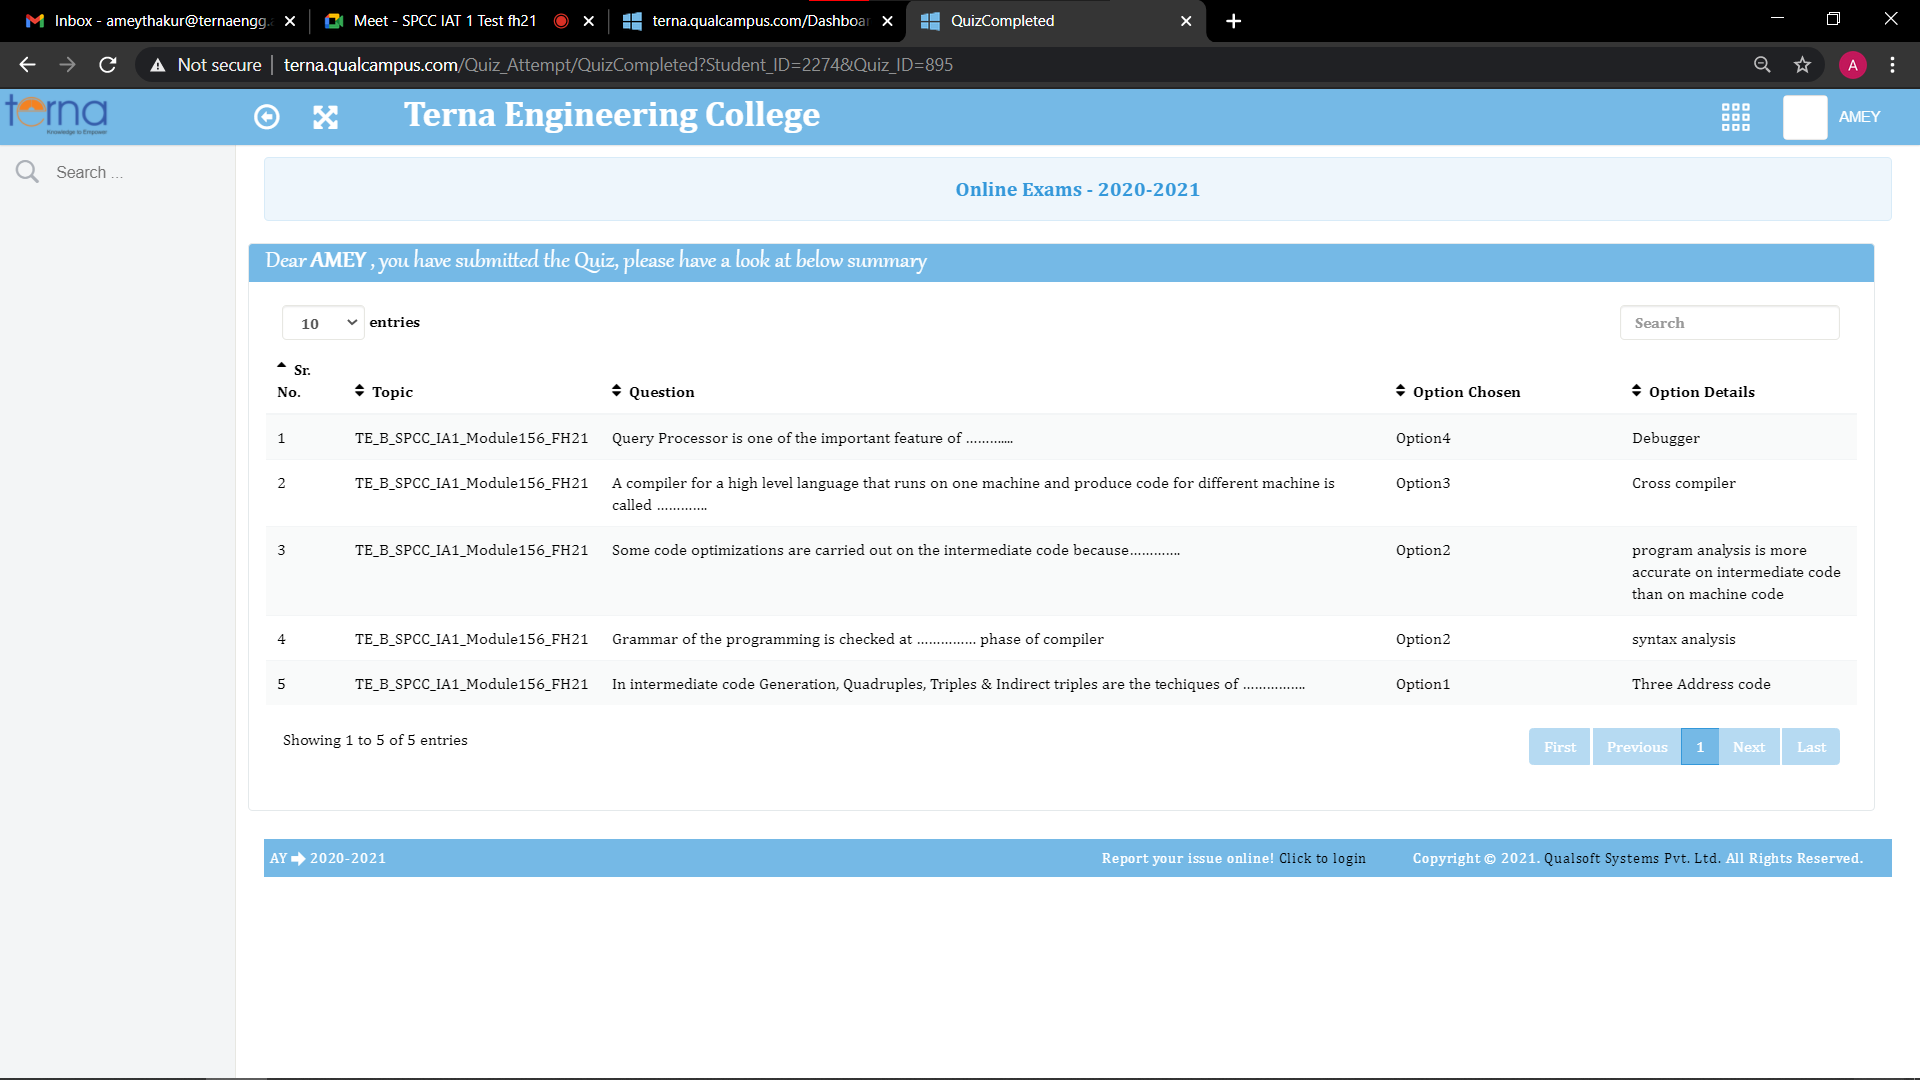 Inbox - ameythakur@ternaengg.a
Meet - SPCC IAT 1 Test fh21
terna.qualcampus.com/Dashboar
QuizCompleted
Not secure
terna.qualcampus.com/Quiz_Attempt/QuizCompleted?Student_ID=2274&Quiz_ID=895
A
terna
Knowledge is Empower
Terna Engineering College
AMEY
Search ...
Online Exams - 2020-2021
Dear AMEY , you have submitted the Quiz, please have a look at below summary
10 entries
Search
Sr. No. Topic Question Option Chosen Option Details
1 TE_B_SPCC_IA1_Module156_FH21 Query Processor is one of the important feature of ............ Option4 Debugger
2 TE_B_SPCC_IA1_Module156_FH21 A compiler for a high level language that runs on one machine and produce code for different machine is Option3 Cross compiler
called .............
3 TE_B_SPCC_IA1_Module156_FH21 Some code optimizations are carried out on the intermediate code because............. Option2 program analysis is more
accurate on intermediate code
than on machine code
4 TE_B_SPCC_IA1_Module156_FH21 Grammar of the programming is checked at ............... phase of compiler Option2 syntax analysis
5 TE_B_SPCC_IA1_Module156_FH21 In intermediate code Generation, Quadruples, Triples & Indirect triples are the techiques of ................ Option1 Three Address code
Showing 1 to 5 of 5 entries
First Previous 1 Next Last
AY 2020-2021
Report your issue online! Click to login
Copyright © 2021. Qualsoft Systems Pvt. Ltd. All Rights Reserved.